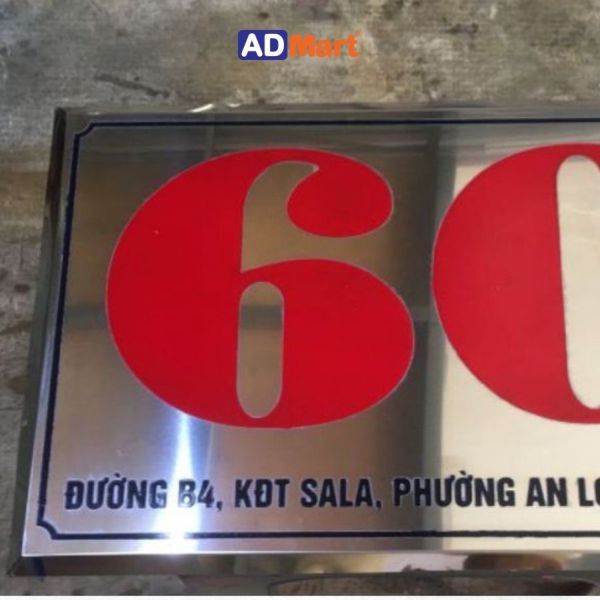 ADMart
60
ĐƯỜNG B4, KĐT SALA, PHƯỜNG AN